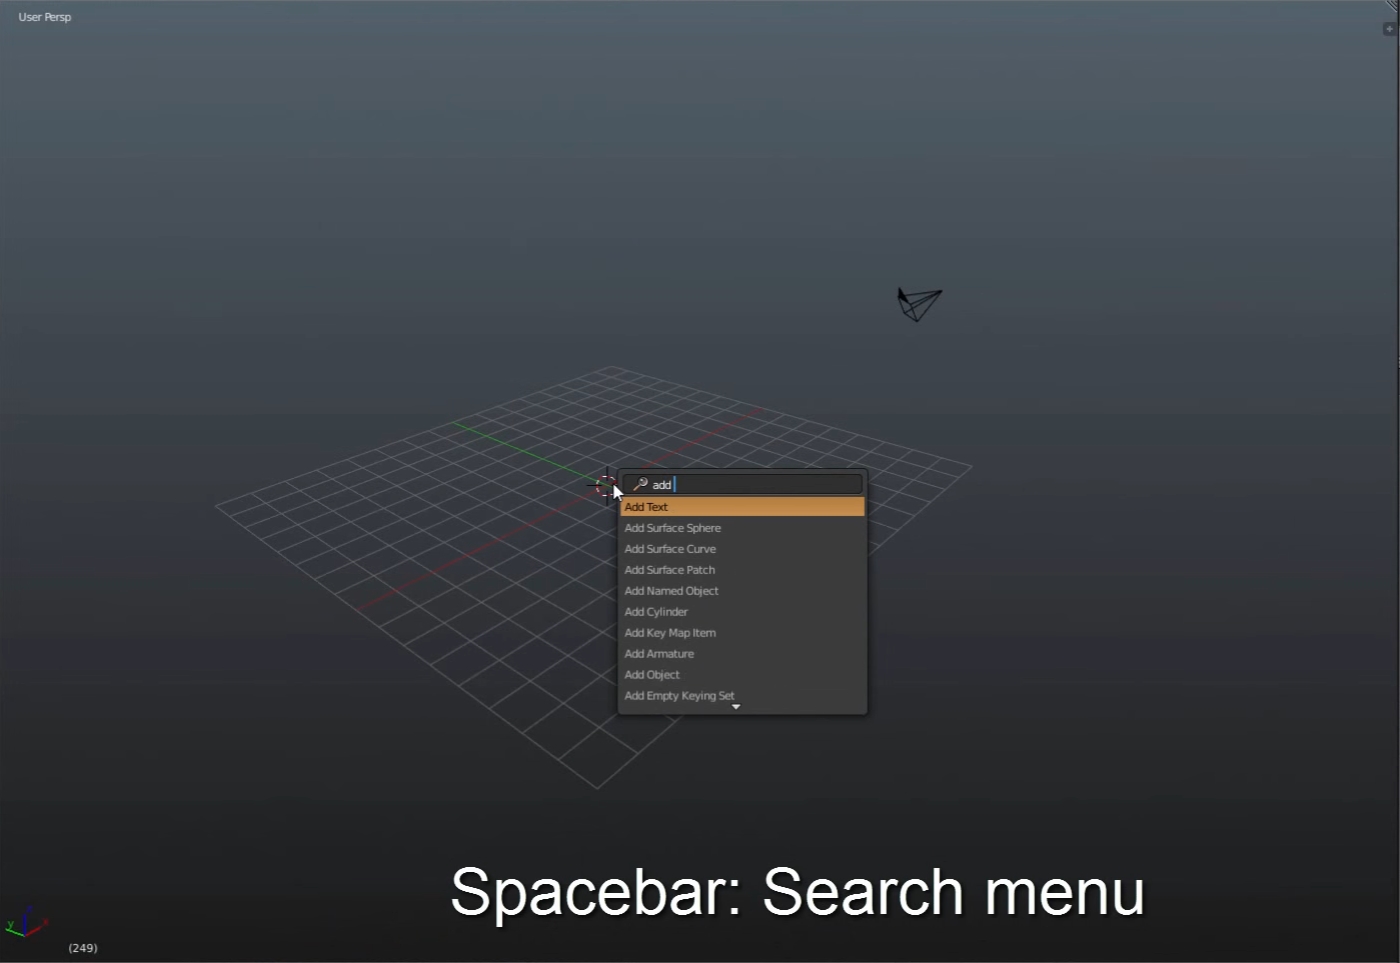 User Persp
add
Add Text
Add Surface Sphere
Add Surface Curve
Add Surface Patch
Add Named Object
Add Cylinder
Add Key Map Item
Add Armature
Add Object
Add Empty Keying Set
Spacebar: Search menu
y
x
(249)